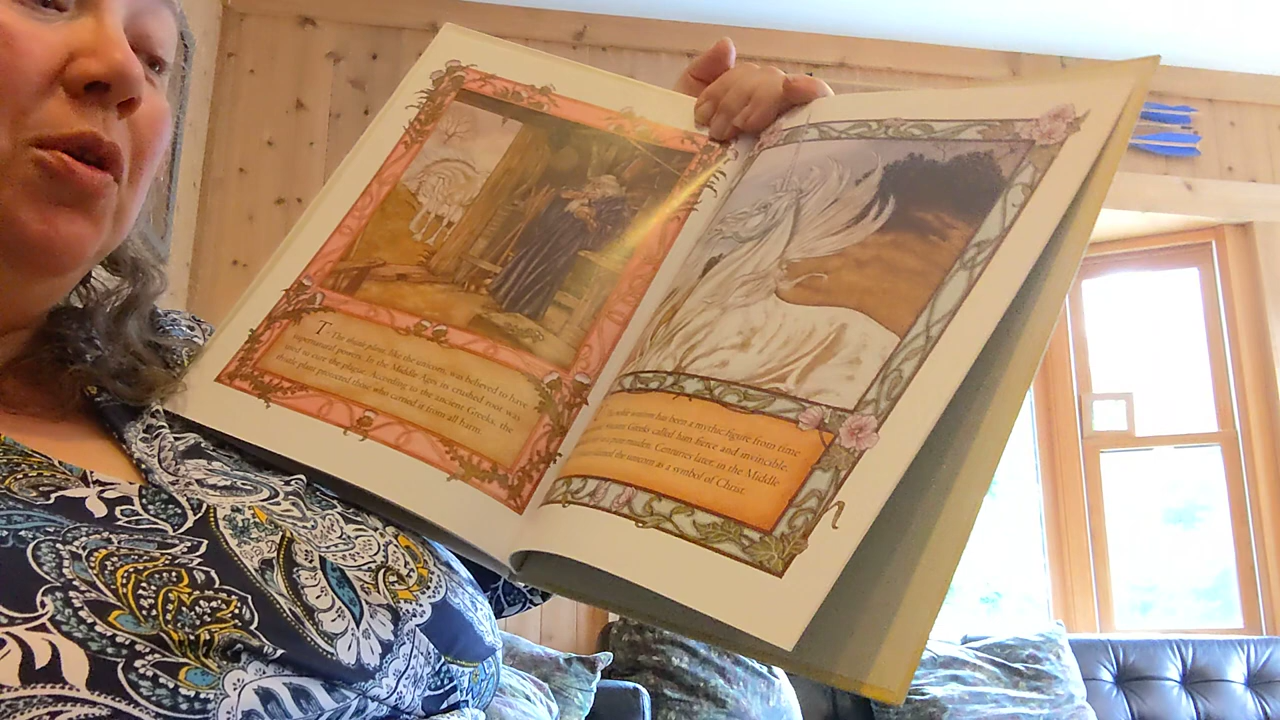 The thistle plant, like the unicorn, was believed to have
supernatural powers. In the Middle Ages its crushed root was
used to cure the plague. According to the ancient Greeks, the
thistle plant protected those who carried it from all harm.
unicorn has been a mythic figure from time
Greeks called him fierce and invincible,
to a pure maiden. Centuries later, in the Middle
the unicorn as a symbol of Christ.